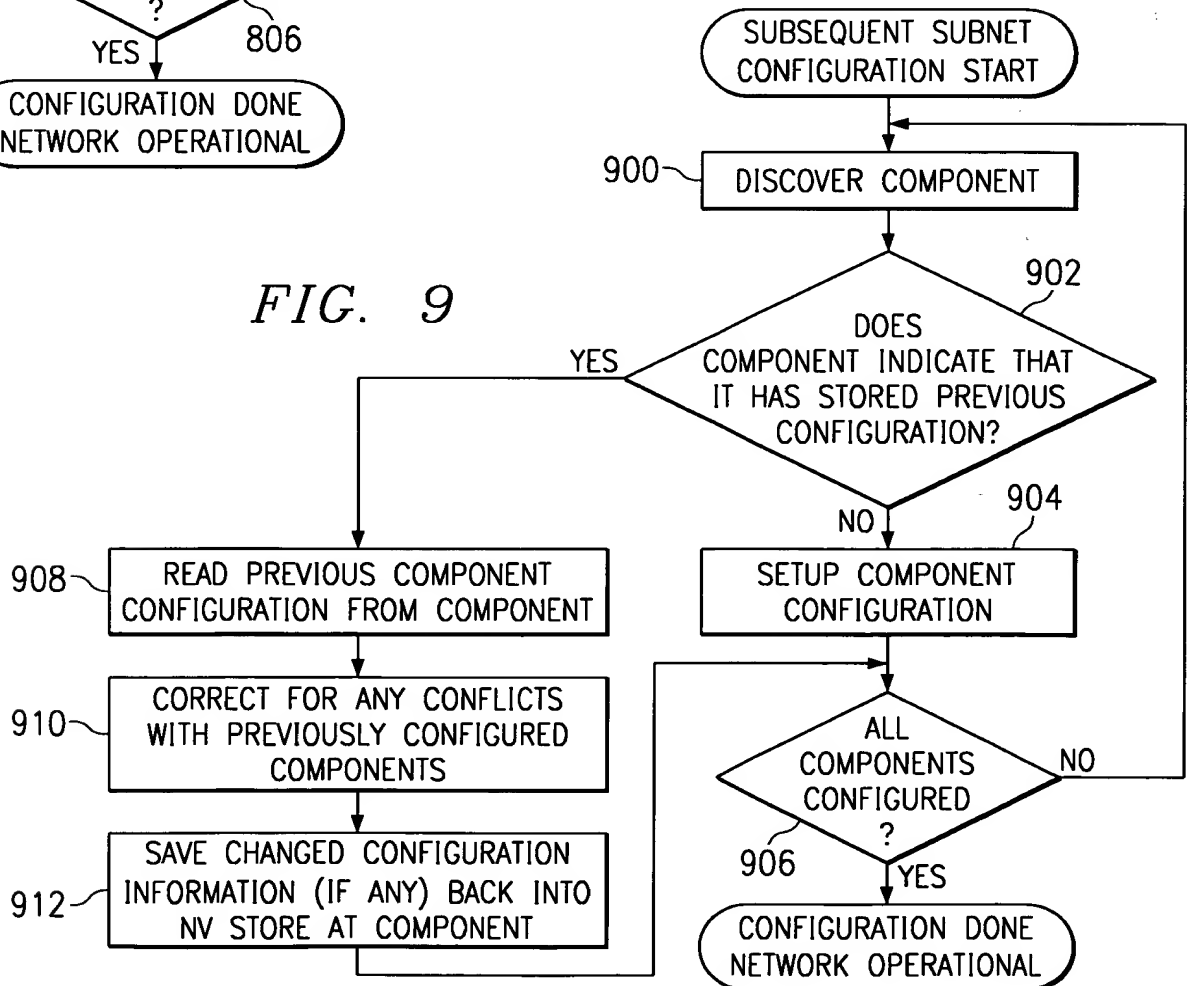 ?
806
YES
CONFIGURATION DONE
NETWORK OPERATIONAL
FIG. 9
SUBSEQUENT SUBNET
CONFIGURATION START
900
DISCOVER COMPONENT
902
DOES
COMPONENT INDICATE THAT
IT HAS STORED PREVIOUS
CONFIGURATION?
YES
NO
904
SETUP COMPONENT
CONFIGURATION
908
READ PREVIOUS COMPONENT
CONFIGURATION FROM COMPONENT
910
CORRECT FOR ANY CONFLICTS
WITH PREVIOUSLY CONFIGURED
COMPONENTS
912
SAVE CHANGED CONFIGURATION
INFORMATION (IF ANY) BACK INTO
NV STORE AT COMPONENT
ALL
COMPONENTS
CONFIGURED
?
NO
906
YES
CONFIGURATION DONE
NETWORK OPERATIONAL